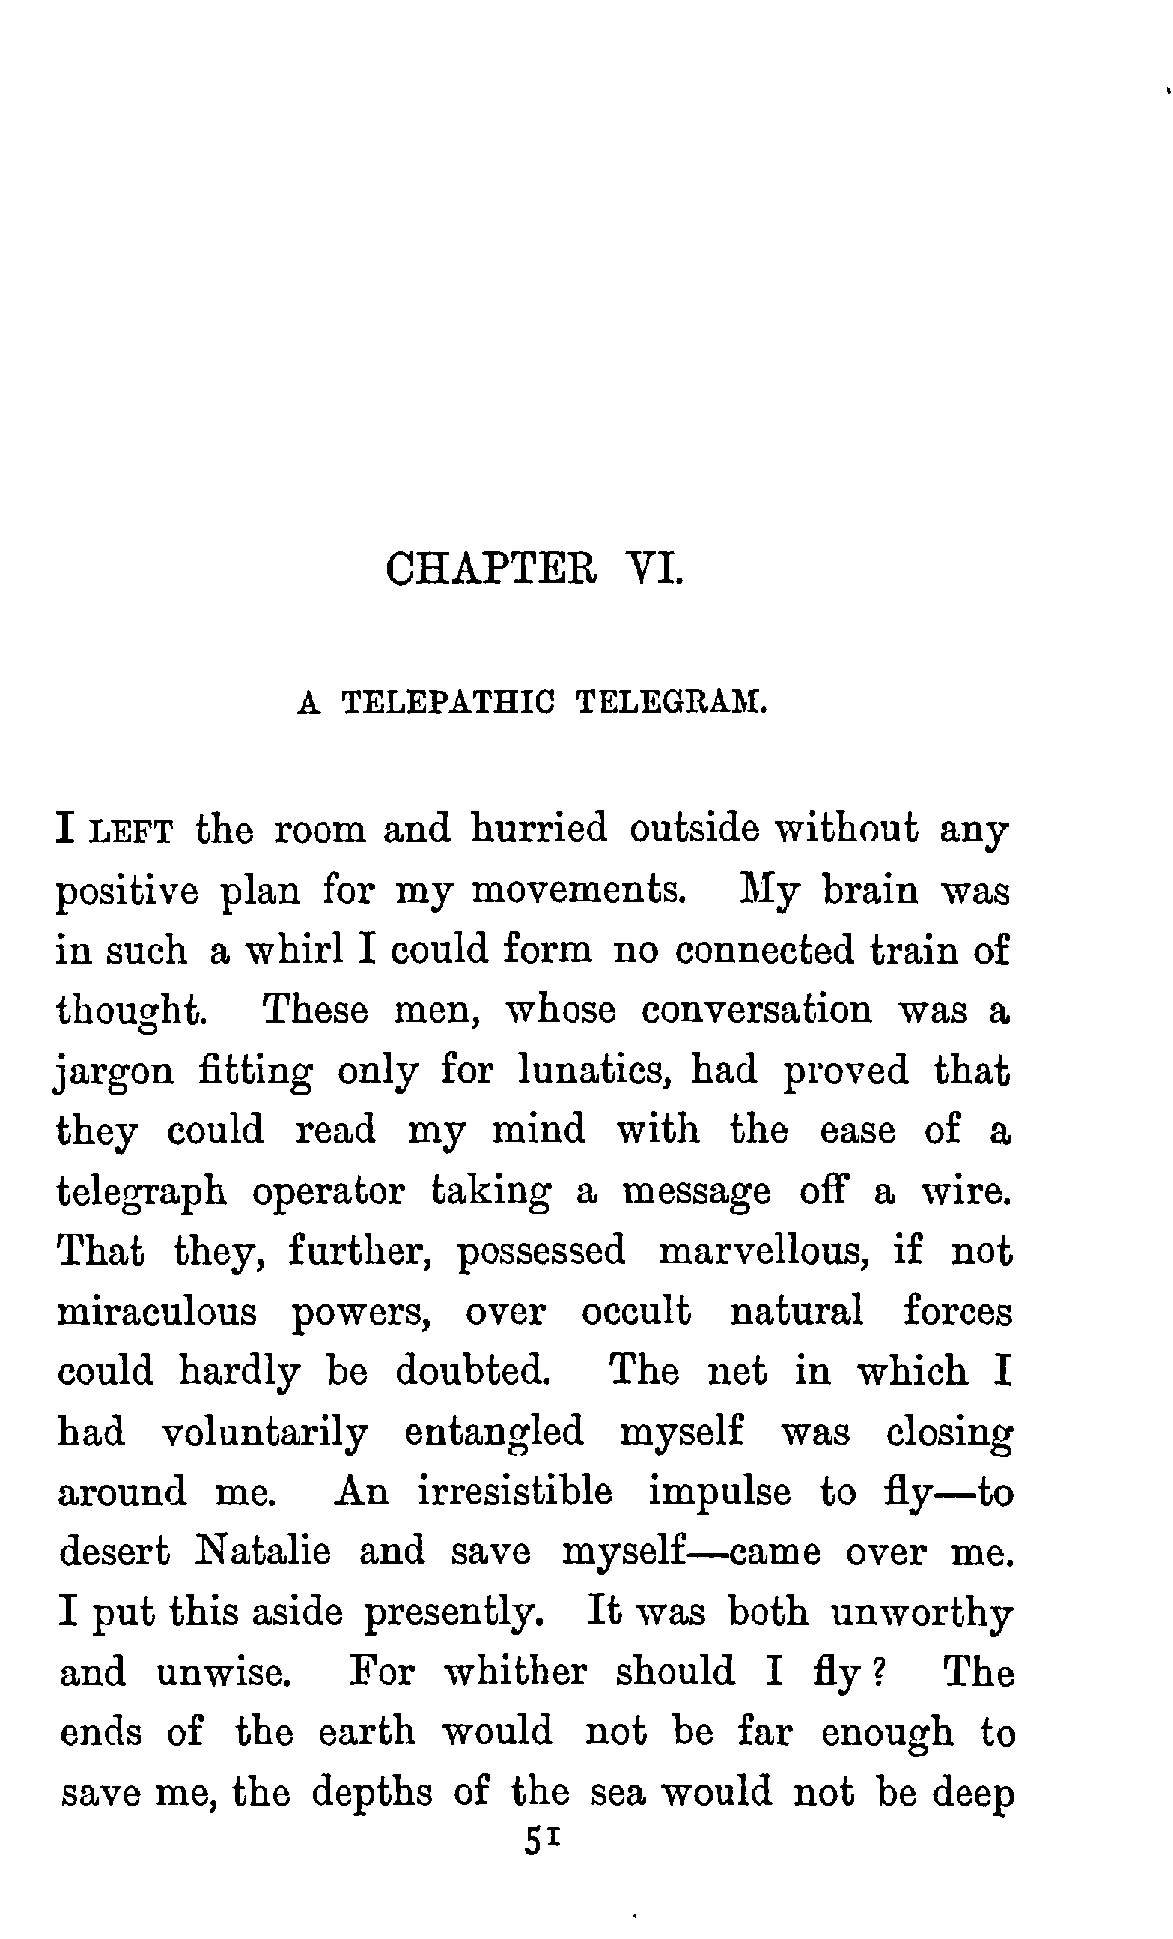 CHAPTER VI.
A TELEPATHIC TELEGRAM.
I LEFT the room and hurried outside without any
positive plan for my movements. My brain was
in such a whirl I could form no connected train of
thought. These men, whose conversation was a
jargon fitting only for lunatics, had proved that
they could read my mind with the ease of a
telegraph operator taking a message off a wire.
That they, further, possessed marvellous, if not
miraculous powers, over occult natural forces
could hardly be doubted. The net in which I
had voluntarily entangled myself was closing
around me. An irresistible impulse to fly—to
desert Natalie and save myself—came over me.
I put this aside presently. It was both unworthy
and unwise. For whither should I fly? The
ends of the earth would not be far enough to
save me, the depths of the sea would not be deep
51